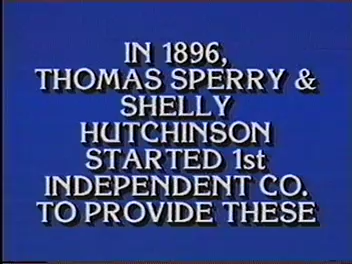 IN 1896,
THOMAS SPERRY &
SHELLY
HUTCHINSON
STARTED 1st
INDEPENDENT CO.
TO PROVIDE THESE